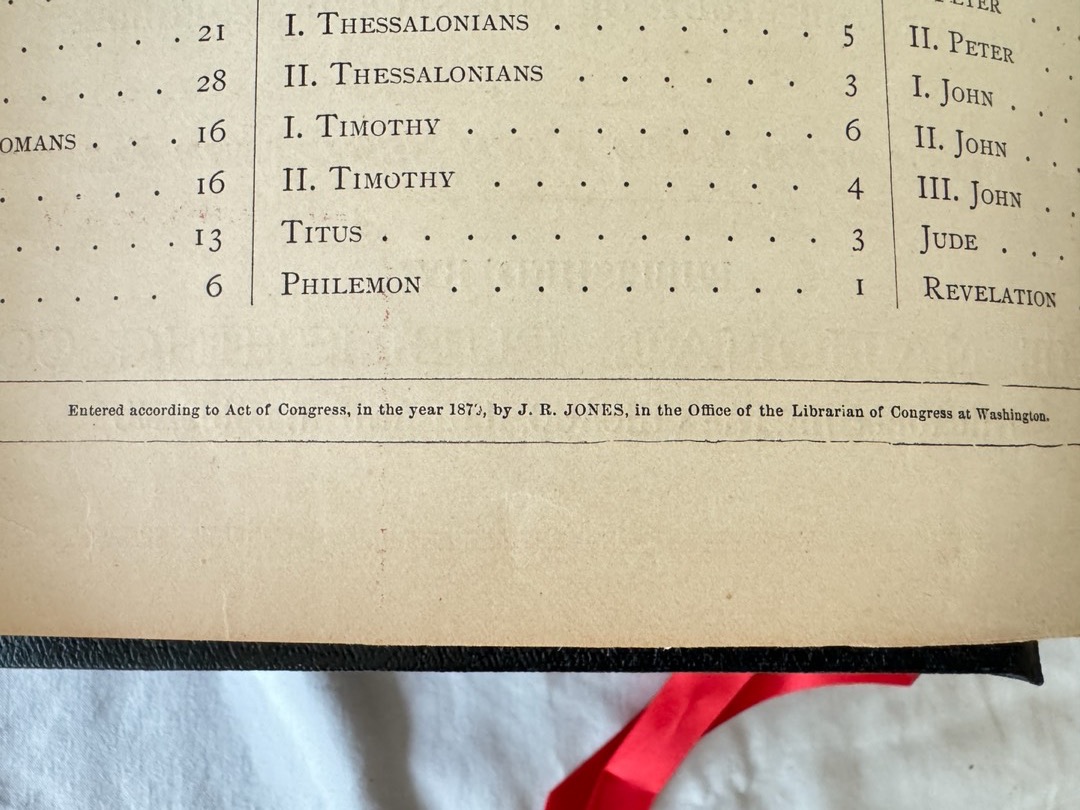 . . . . . 21
. . . . . 28
OMANS . . . 16
. . . . . 16
. . . . . 13
. . . . . 6
I. THESSALONIANS . . . . . . . 5
II. THESSALONIANS . . . . . . 3
I. TIMOTHY . . . . . . . . . 6
II. TIMOTHY . . . . . . . . 4
TITUS . . . . . . . . . . . 3
PHILEMON . . . . . . . . . 1
II. PETER . .
I. JOHN . . .
II. JOHN . . .
III. JOHN . .
JUDE . . .
REVELATION
Entered according to Act of Congress, in the year by J. R. JONES, in the Office of the Librarian of Congress at Washington.